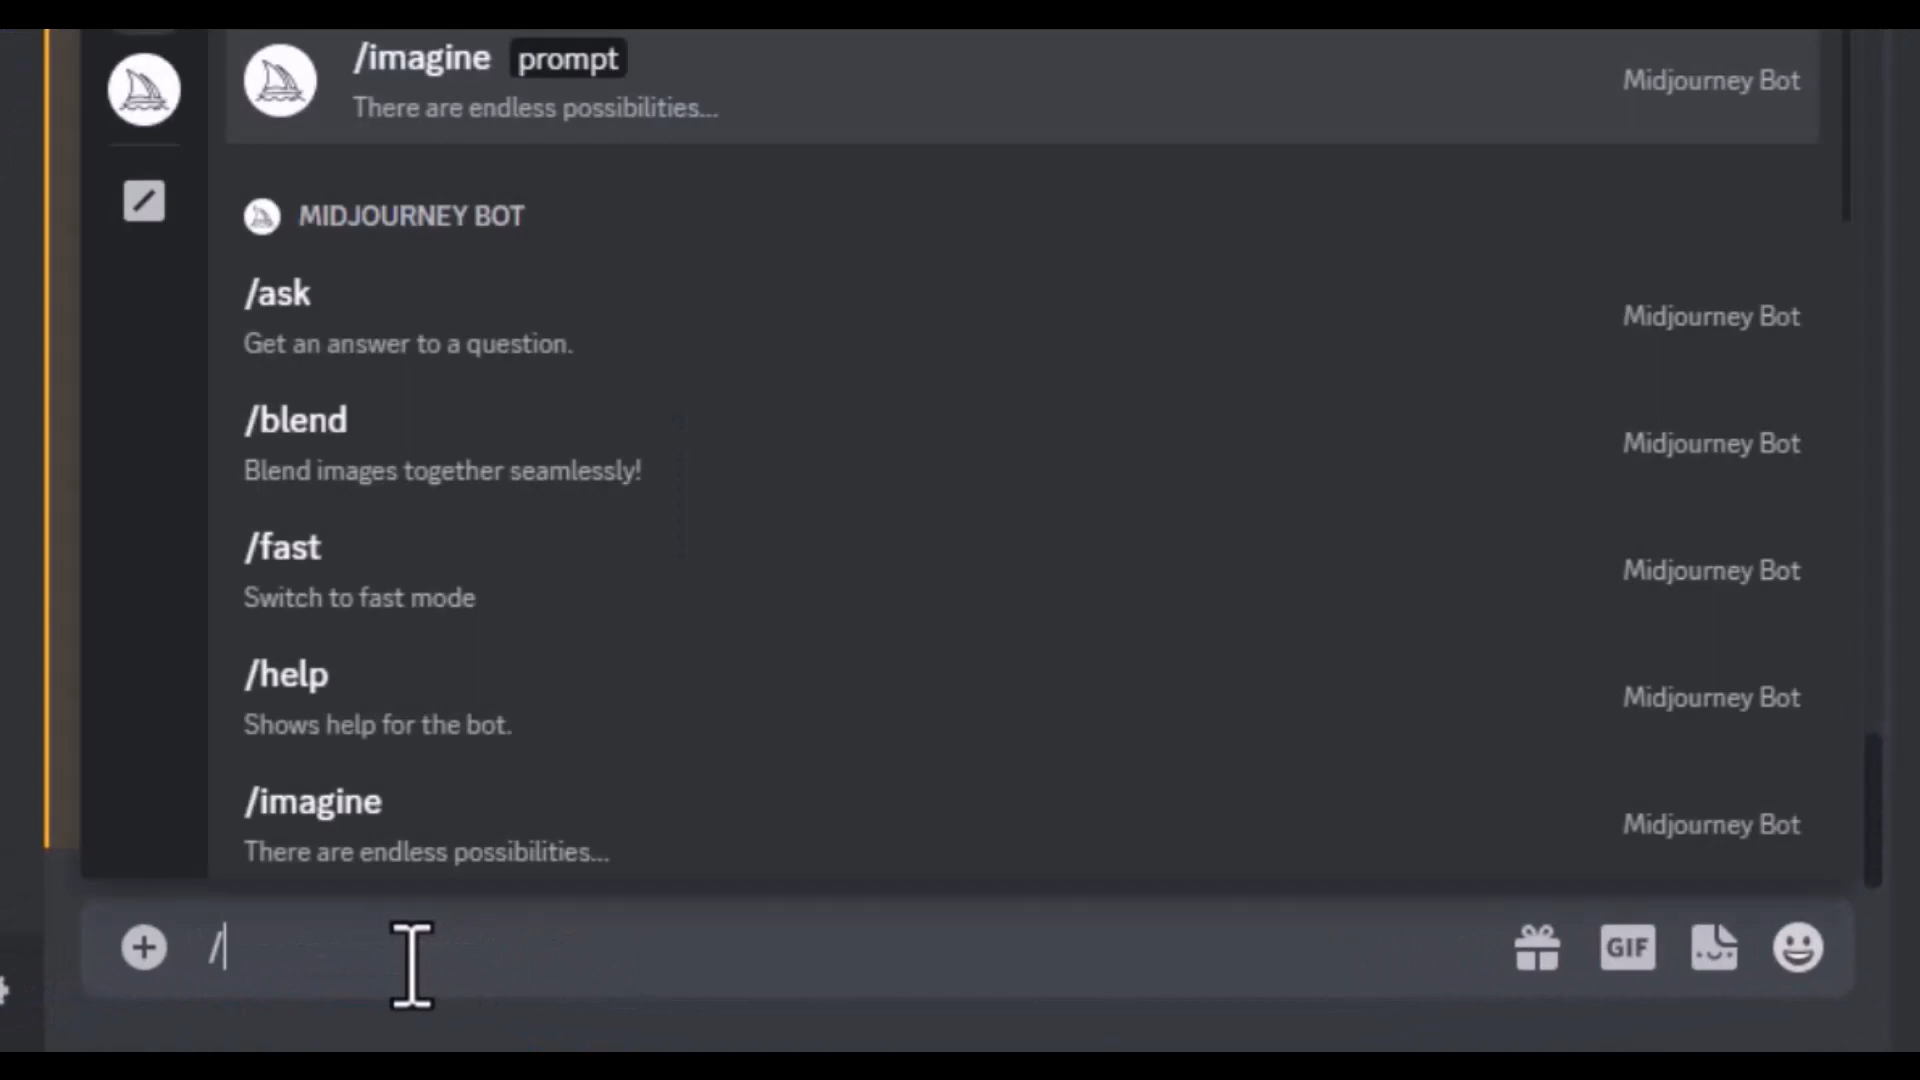 /imagine prompt
There are endless possibilities...
Midjourney Bot
MIDJOURNEY BOT
/ask
Get an answer to a question.
Midjourney Bot
/blend
Blend images together seamlessly!
Midjourney Bot
/fast
Switch to fast mode
Midjourney Bot
/help
Shows help for the bot.
Midjourney Bot
/imagine
There are endless possibilities...
Midjourney Bot
/
GIF